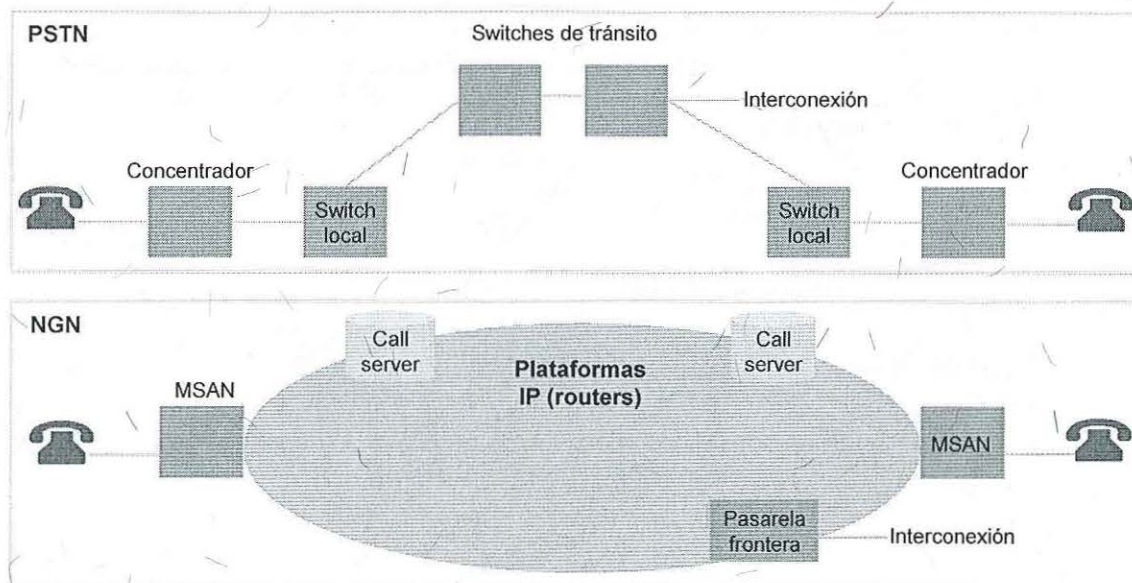 PSTN
Switches de tránsito
Interconexión
Concentrador
Switch
local
Switch
local
Concentrador
NGN
Call
server
Call
server
Plataformas
IP (routers)
MSAN
MSAN
Pasarela
frontera
Interconexión